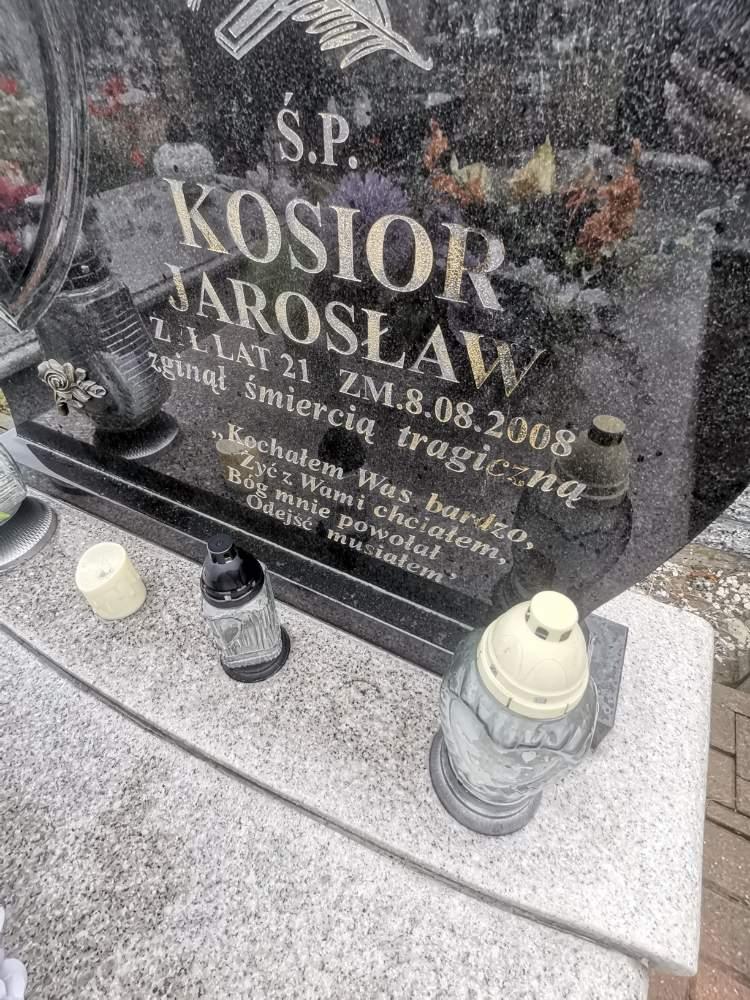 Ś.P.
KOSIOR
JAROSŁAW
ŻYŁ LAT 21 ZM.8.08.2008
zginął śmiercią tragiczną
„Kochałem Was bardzo,
Żyć z Wami chciałem,
Bóg mnie powołał
Odejść musiałem”